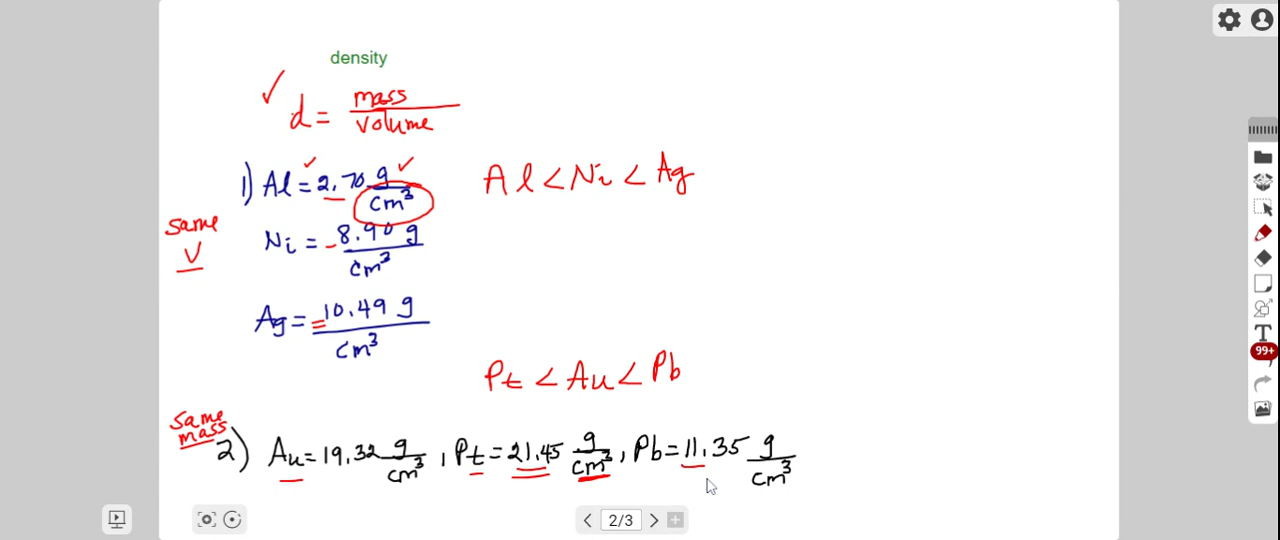 density
d = mass / volume
1) Al = 2.70 g / cm³
Al < Ni < Ag
same V
Ni = 8.90 g / cm³
Ag = 10.49 g / cm³
Pt < Au < Pb
same mass
2) Au = 19.32 g / cm³, Pt = 21.45 g / cm³, Pb = 11.35 g / cm³
2/3
T
99+